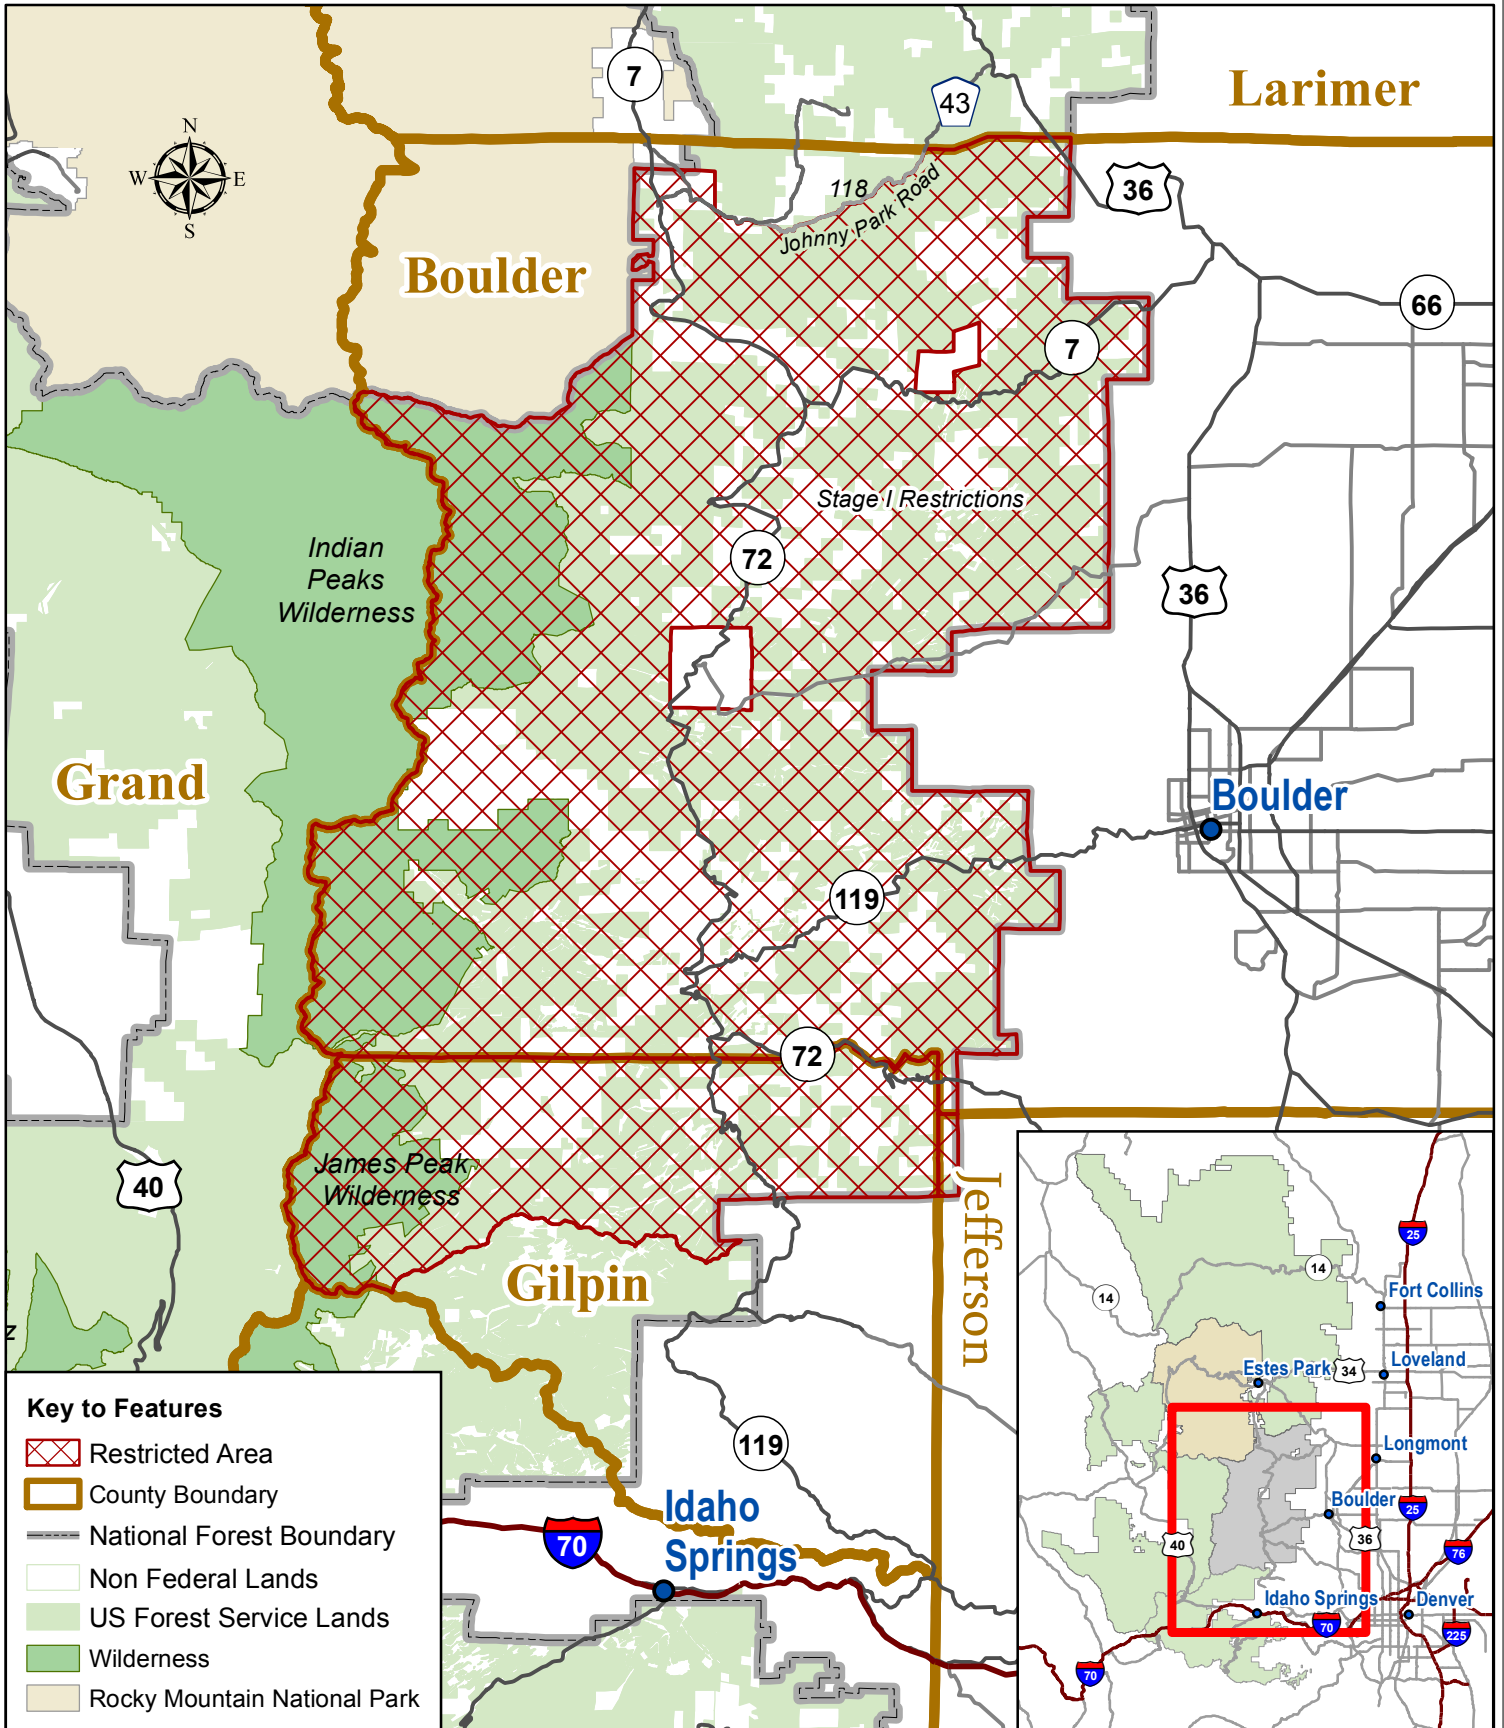 7
43
Larimer
N
W
E
S
118
Johnny Park Road
36
Boulder
66
7
Stage I Restrictions
Indian
Peaks
Wilderness
72
36
Grand
Boulder
119
72
James Peak
Wilderness
40
Jefferson
Gilpin
119
Idaho
Springs
70
Key to Features
Restricted Area
County Boundary
National Forest Boundary
Non Federal Lands
US Forest Service Lands
Wilderness
Rocky Mountain National Park
25
14
14
Fort Collins
Estes Park
34
Loveland
Longmont
Boulder
25
40
36
76
Idaho Springs
Denver
70
225
70